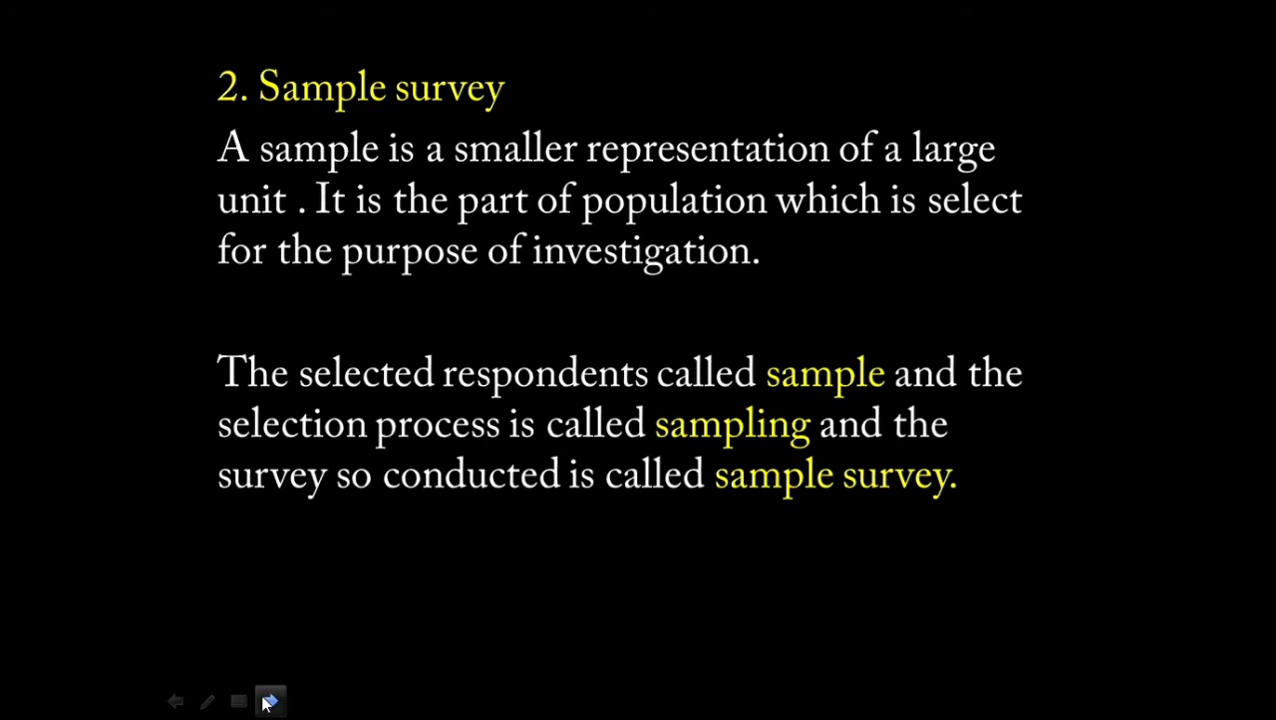 2. Sample survey
A sample is a smaller representation of a large
unit . It is the part of population which is select
for the purpose of investigation.
The selected respondents called sample and the
selection process is called sampling and the
survey so conducted is called sample survey.